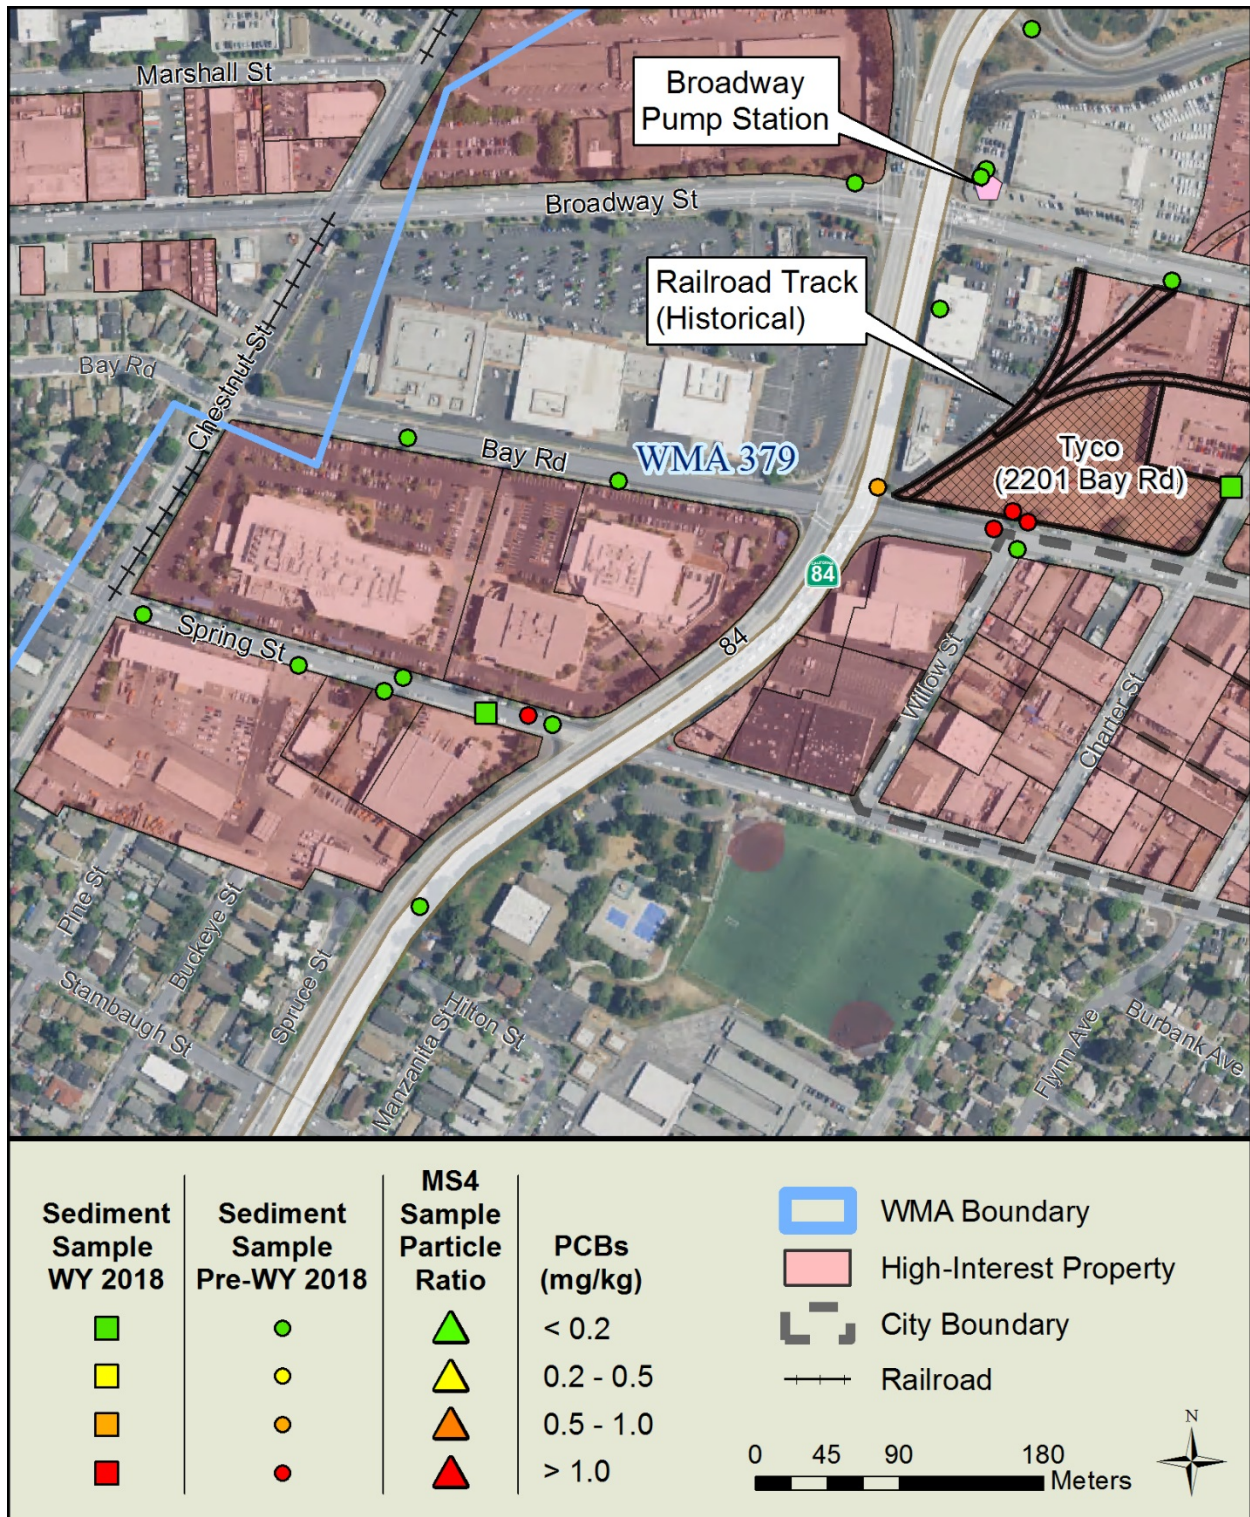 Marshall St
Broadway
Pump Station
Broadway St
Railroad Track
(Historical)
Bay Rd
Chestnut St
Bay Rd
WMA 379
Tyco
(2201 Bay Rd)
84
84
Spring St
Willow St
Charter St
Pine St
Buckeye St
Spruce St
Stambaugh St
Manzanita St
Hilton St
Flynn Ave
Burbank Ave
Sediment
Sample
WY 2018
Sediment
Sample
Pre-WY 2018
MS4
Sample
Particle
Ratio
PCBs
(mg/kg)
< 0.2
0.2 - 0.5
0.5 - 1.0
> 1.0
WMA Boundary
High-Interest Property
City Boundary
Railroad
N
0 45 90 180
Meters